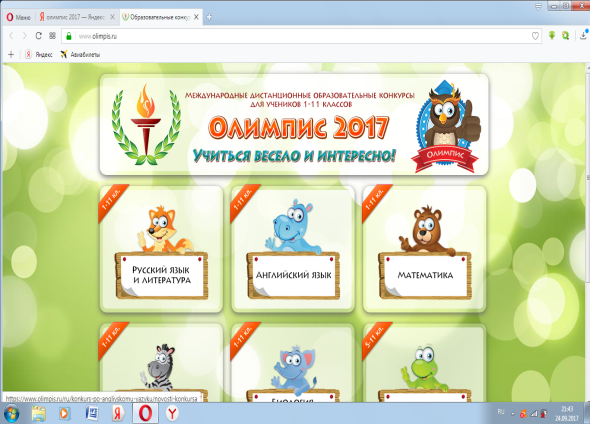 Меню
олимпис 2017 — Яндекс
Образовательные конкур
www.olimpis.ru
Яндекс
Авиабилеты
МЕЖДУНАРОДНЫЕ ДИСТАНЦИОННЫЕ ОБРАЗОВАТЕЛЬНЫЕ КОНКУРСЫ
ДЛЯ УЧЕНИКОВ 1-11 КЛАССОВ
ОЛИМПИС 2017
УЧИТЬСЯ ВЕСЕЛО И ИНТЕРЕСНО!
ОЛИМПИС
1-11 КЛ.
1-11 КЛ.
1-11 КЛ.
РУССКИЙ ЯЗЫК
И ЛИТЕРАТУРА
АНГЛИЙСКИЙ ЯЗЫК
МАТЕМАТИКА
1-11 КЛ.
1-11 КЛ.
5-11 КЛ.
БИОЛОГИЯ
https://www.olimpis.ru/ru/konkurs-po-angliyskomu-yazyku/novosti-konkursa
RU
21:43
24.09.2017